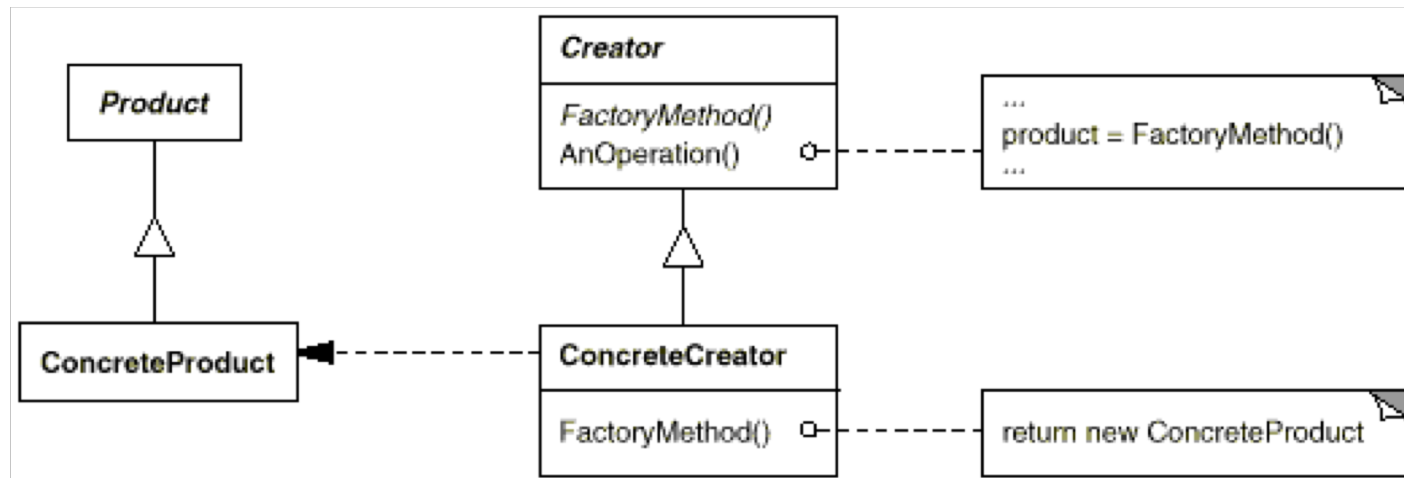 Product
ConcreteProduct
Creator
FactoryMethod()
AnOperation()
...
product = FactoryMethod()
...
ConcreteCreator
FactoryMethod()
return new ConcreteProduct